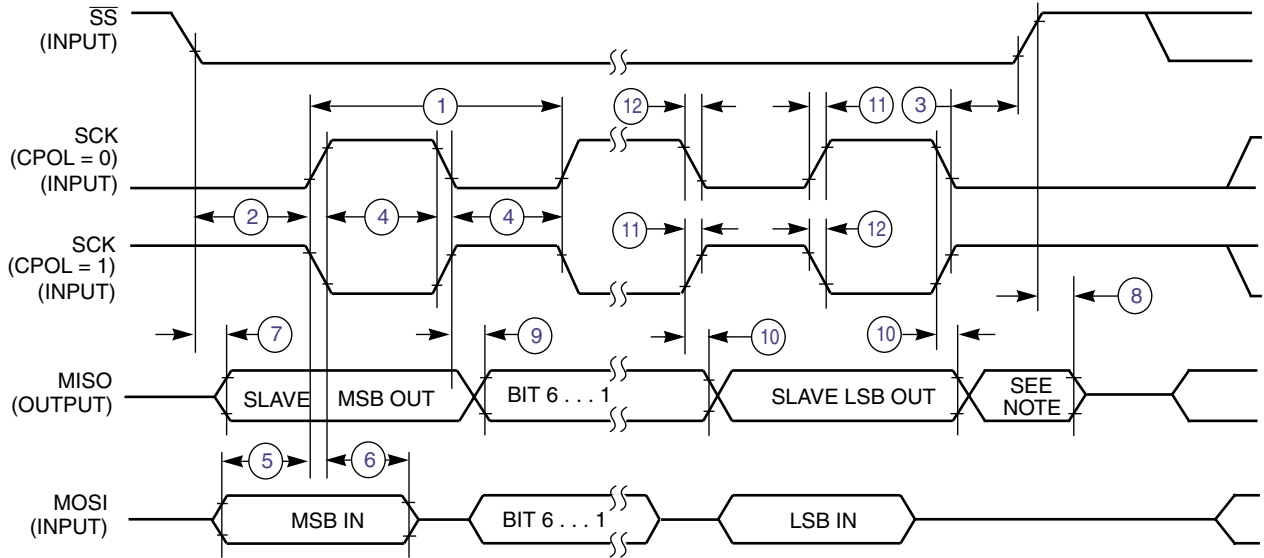 SS
(INPUT)
1
12
11
3
SCK
(CPOL = 0)
(INPUT)
2
4
4
11
12
SCK
(CPOL = 1)
(INPUT)
8
7
9
10
10
MISO
(OUTPUT)
SLAVE MSB OUT
BIT 6 . . . 1
SLAVE LSB OUT
SEE
NOTE
5
6
MOSI
(INPUT)
MSB IN
BIT 6 . . . 1
LSB IN